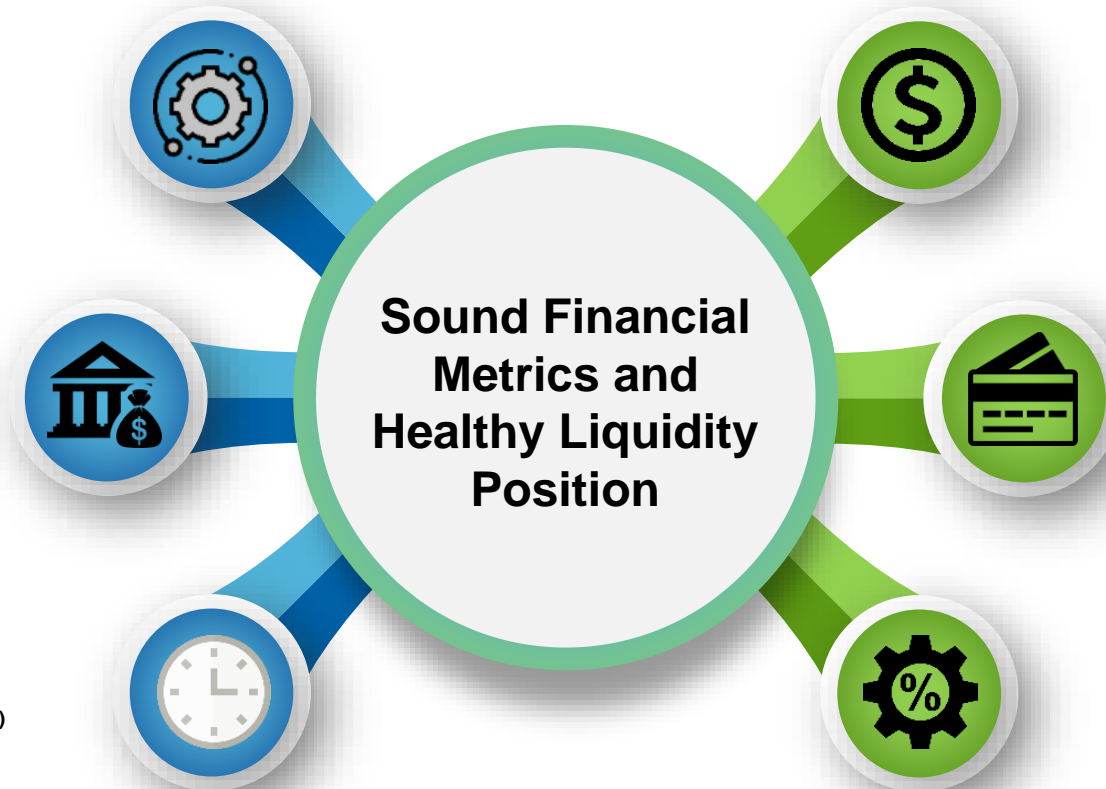 $
Sound Financial
Metrics and
Healthy Liquidity
Position
$
%
)